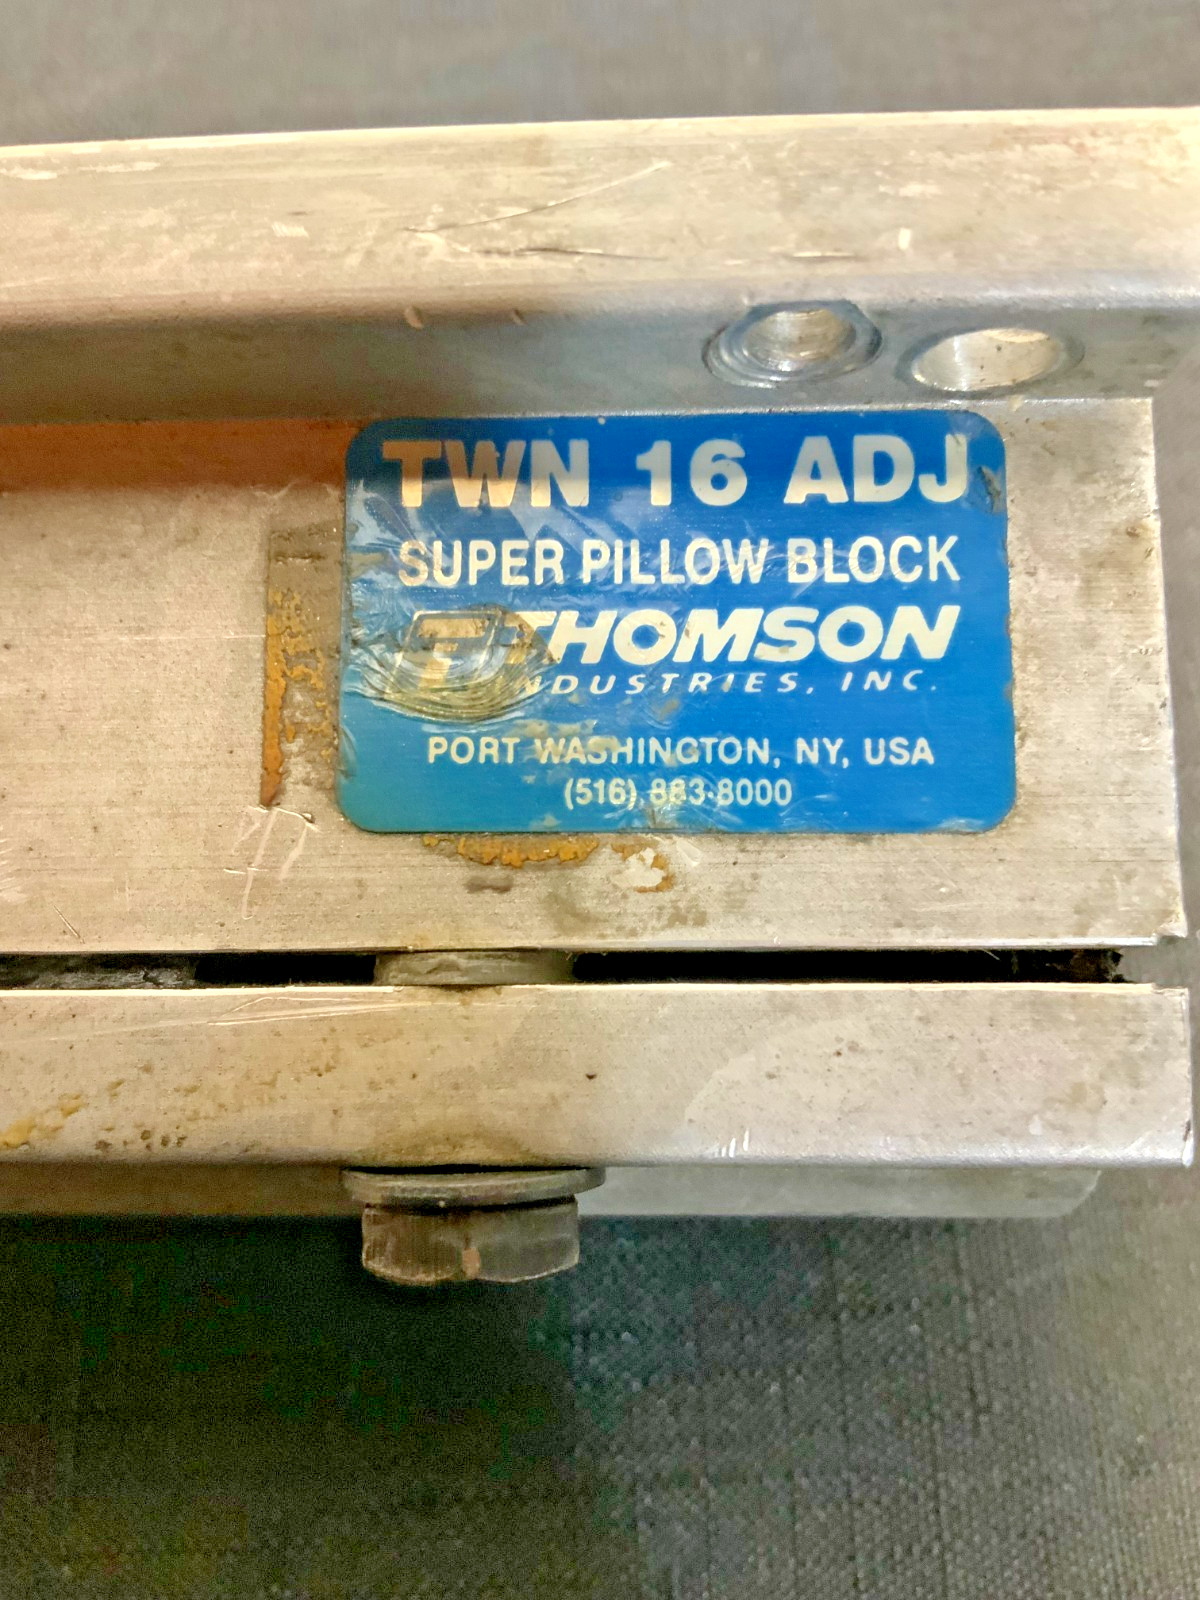 TWN 16 ADJ
SUPER PILLOW BLOCK
THOMSON
INDUSTRIES, INC.
PORT WASHINGTON, NY, USA
(516) 883-8000